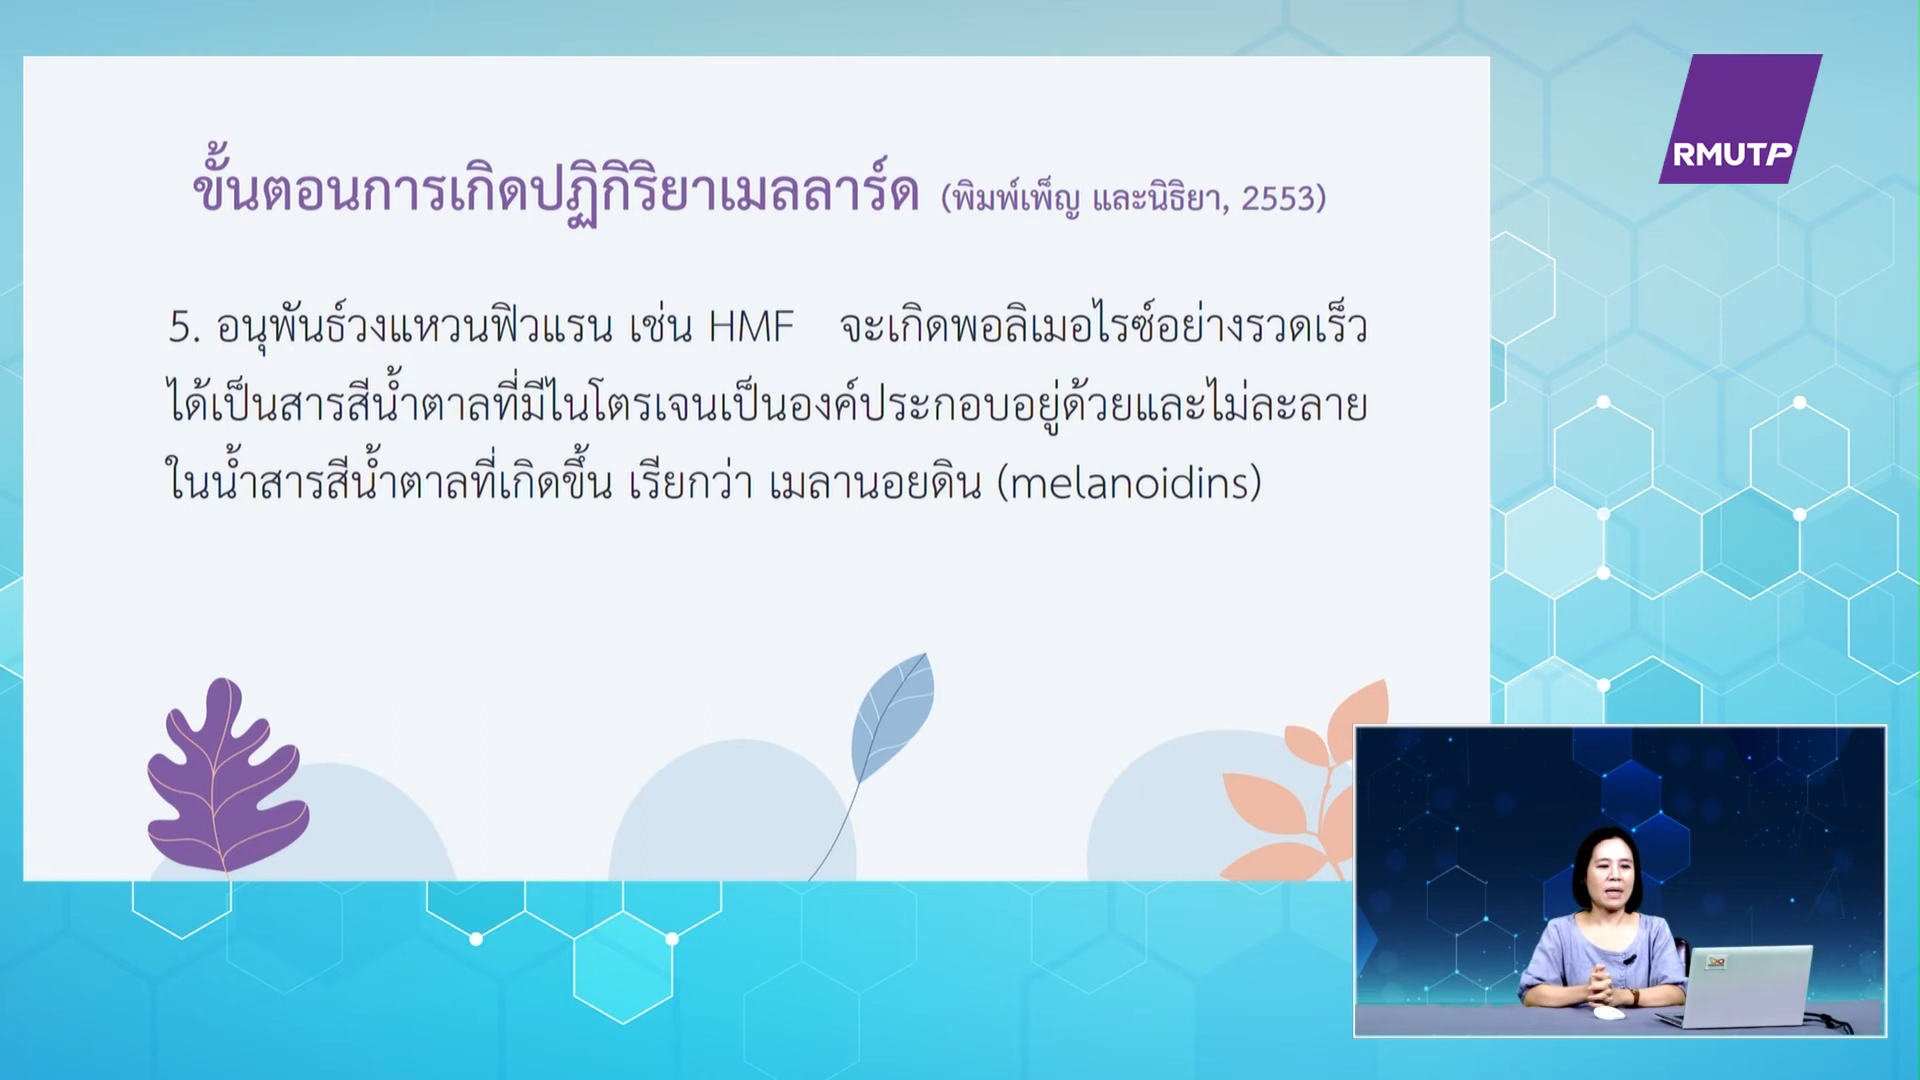 RMUTP
ขั้นตอนการเกิดปฏิกิริยาเมลลาร์ด (พิมพ์เพ็ญ และนิธิยา, 2553)
5. อนุพันธ์วงแหวนฟิวแรน เช่น HMF จะเกิดพอลิเมอไรซ์อย่างรวดเร็ว
ได้เป็นสารสีน้ำตาลที่มีไนโตรเจนเป็นองค์ประกอบอยู่ด้วยและไม่ละลาย
ในน้ำสารสีน้ำตาลที่เกิดขึ้น เรียกว่า เมลานอยดิน (melanoidins)